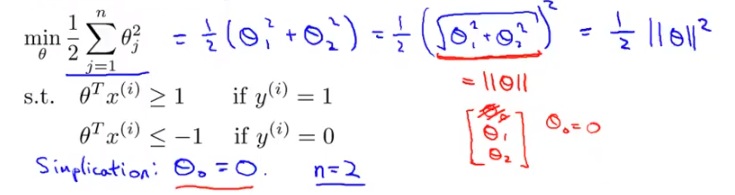 min_θ 1/2 ∑_{j=1}^{n} θ_j^2 = 1/2 (θ_1^2 + θ_2^2) = 1/2 (√(θ_1^2 + θ_2^2))^2 = 1/2 ||θ||^2
= ||θ||
s.t. θ^T x^{(i)} ≥ 1 if y^{(i)} = 1
θ^T x^{(i)} ≤ −1 if y^{(i)} = 0
[θ_1 θ_2] θ_0 = 0
Simplication: θ_0 = 0. n=2